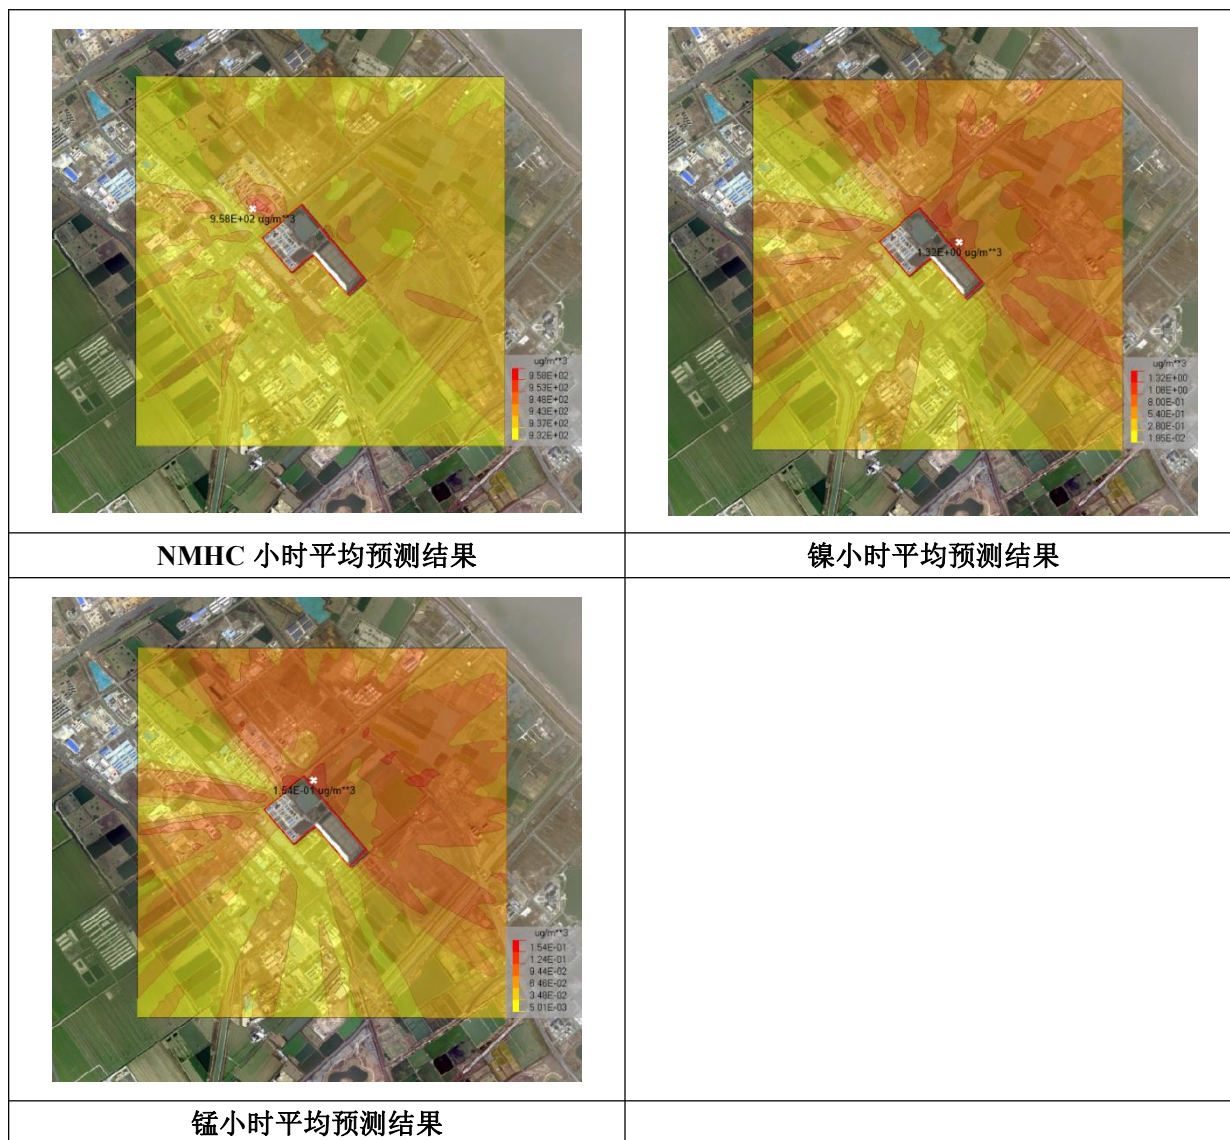 9.58E+02 ug/m**3
ug/m**3
9.58E+02
9.53E+02
9.48E+02
9.43E+02
9.37E+02
9.32E+02
1.32E+00 ug/m**3
ug/m**3
1.32E+00
1.06E+00
8.00E-01
5.40E-01
2.80E-01
1.95E-02
NMHC 小时平均预测结果
镍小时平均预测结果
1.54E-01 ug/m**3
ug/m**3
1.54E-01
1.24E-01
9.44E-02
6.46E-02
3.48E-02
5.01E-03
锰小时平均预测结果